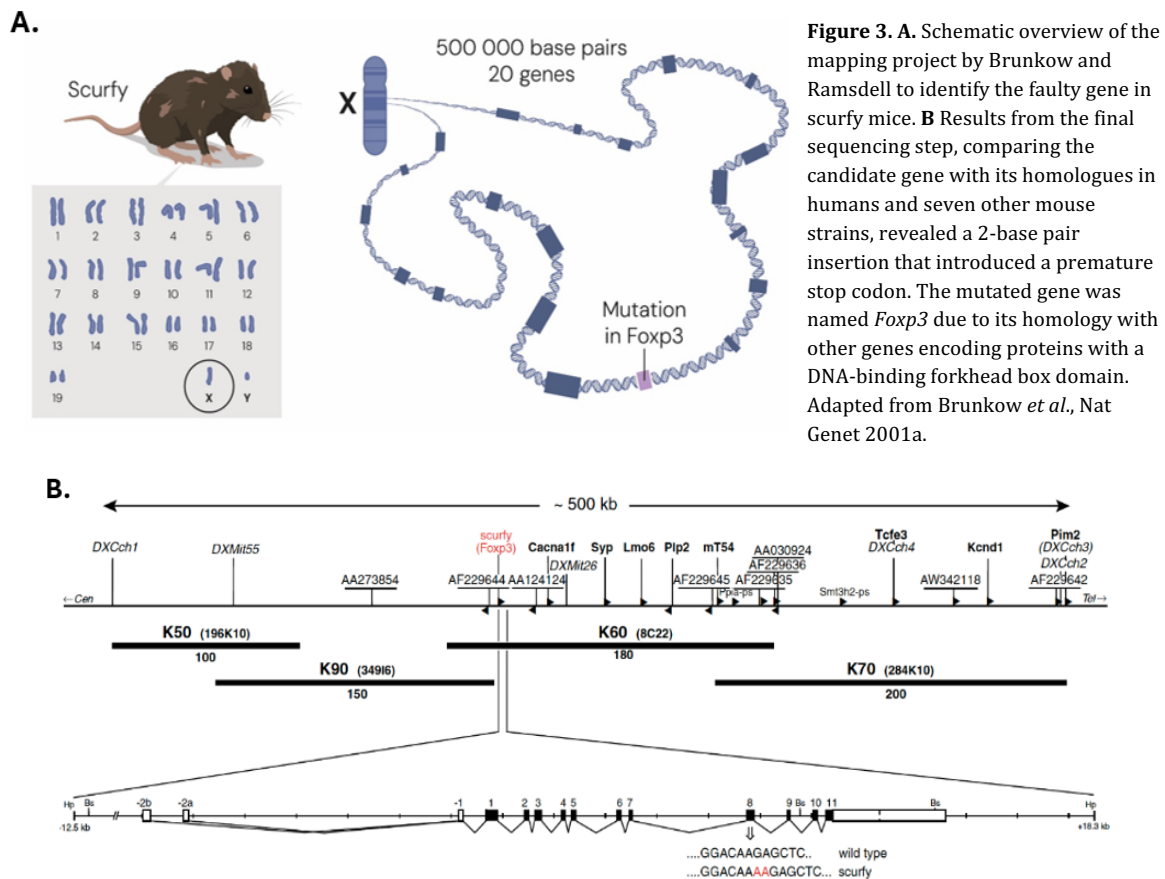 A.
Scurfy
X
500 000 base pairs
20 genes
Mutation
in Foxp3
1 2 3 4 5 6
7 8 9 10 11 12
13 14 15 16 17 18
19 X Y
Figure 3. A. Schematic overview of the
mapping project by Brunkow and
Ramsdell to identify the faulty gene in
scurfy mice. B Results from the final
sequencing step, comparing the
candidate gene with its homologues in
humans and seven other mouse
strains, revealed a 2-base pair
insertion that introduced a premature
stop codon. The mutated gene was
named Foxp3 due to its homology with
other genes encoding proteins with a
DNA-binding forkhead box domain.
Adapted from Brunkow et al., Nat
Genet 2001a.
B.
~ 500 kb
DXCch1
DXMit55
AA273854
scurfy
(Foxp3)
AF229644
AA124124
Cacna1f
DXMit26
Syp
Lmo6
Plp2
AF229645
mT54
AA030924
AF229636
AF229635
Smt3h2-ps
Tcfe3
DXCch4
AW342118
Kcnd1
Pim2
(DXCch3)
DXCch2
AF229642
←Cen
Tel→
K50 (196K10)
100
K60 (8C22)
180
K90 (349I6)
150
K70 (284K10)
200
Hp Bs -2b -2a -1 1 2 3 4 5 6 7 8 9 Bs 10 11 Bs Hp
-12.5 kb
+18.3 kb
....GGACAAGAGCTC.. wild type
....GGACAAAAGAGCTC... scurfy